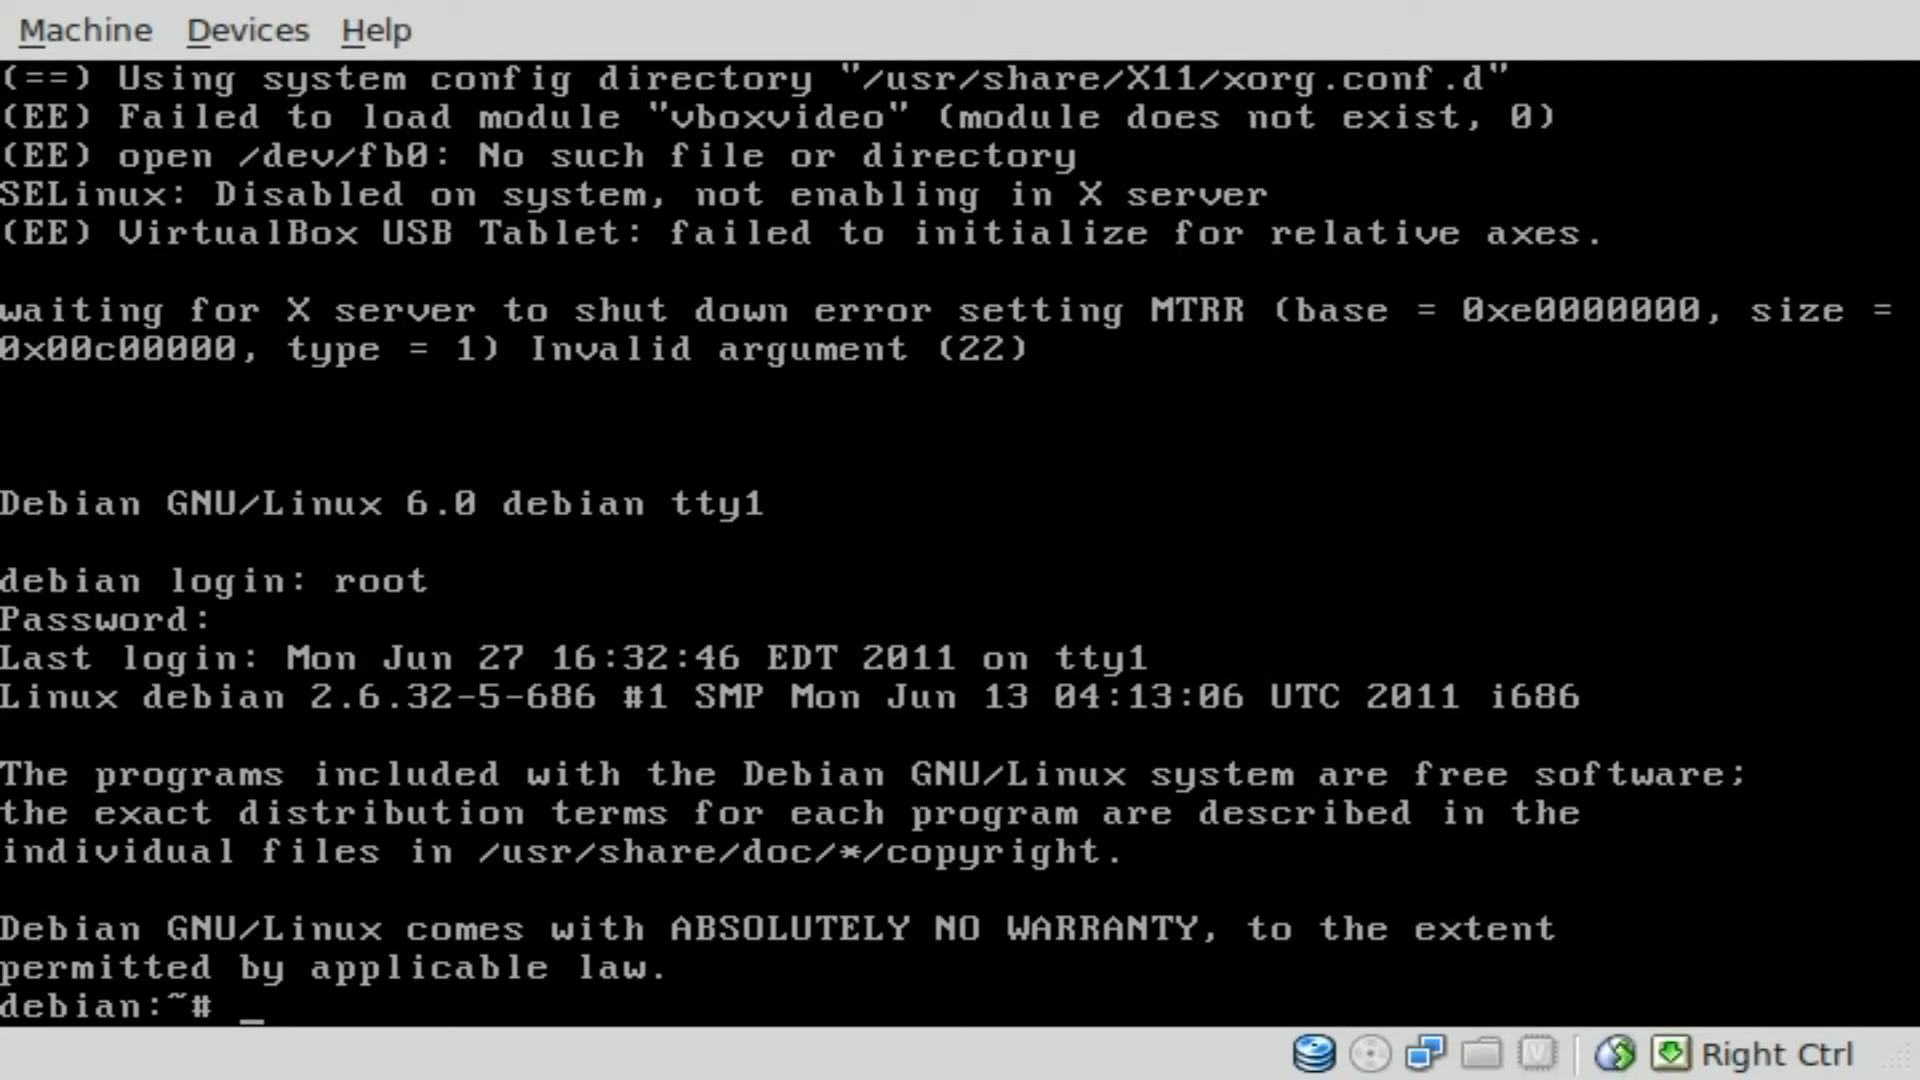 Machine Devices Help
(==) Using system config directory "/usr/share/X11/xorg.conf.d"
(EE) Failed to load module "vboxvideo" (module does not exist, 0)
(EE) open /dev/fb0: No such file or directory
SELinux: Disabled on system, not enabling in X server
(EE) VirtualBox USB Tablet: failed to initialize for relative axes.
waiting for X server to shut down error setting MTRR (base = 0xe0000000, size =
0x00c00000, type = 1) Invalid argument (22)
Debian GNU/Linux 6.0 debian tty1
debian login: root
Password:
Last login: Mon Jun 27 16:32:46 EDT 2011 on tty1
Linux debian 2.6.32-5-686 #1 SMP Mon Jun 13 04:13:06 UTC 2011 i686
The programs included with the Debian GNU/Linux system are free software;
the exact distribution terms for each program are described in the
individual files in /usr/share/doc/*/copyright.
Debian GNU/Linux comes with ABSOLUTELY NO WARRANTY, to the extent
permitted by applicable law.
debian:~# _
Right Ctrl